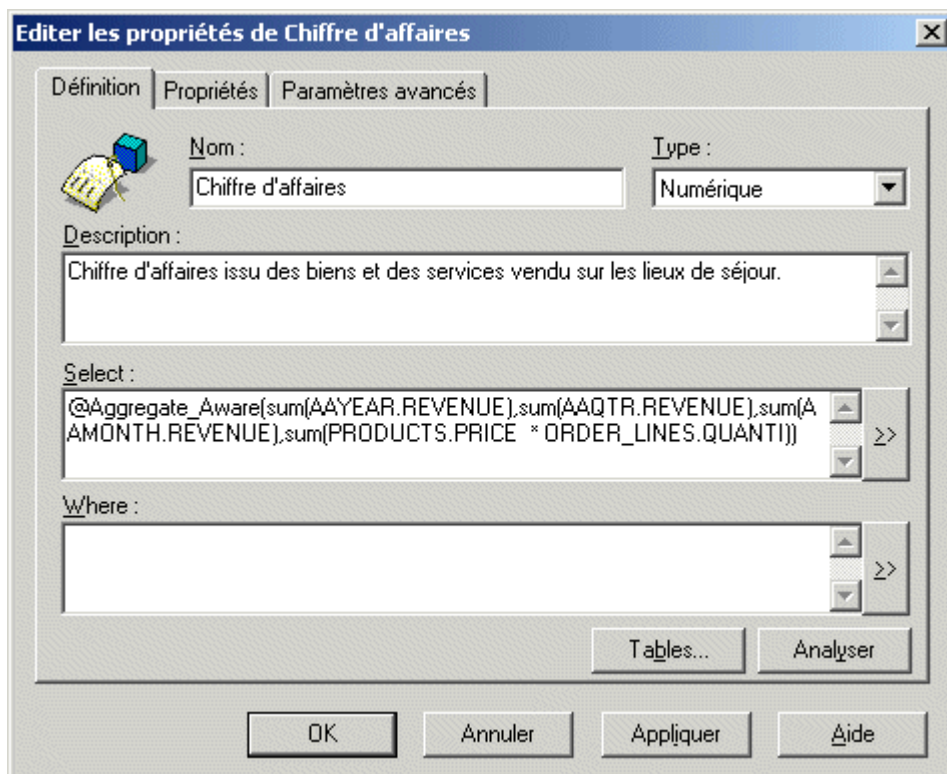 Editer les propriétés de Chiffre d'affaires
Définition Propriétés Paramètres avancés
Nom : Type :
Chiffre d'affaires Numérique
Description :
Chiffre d'affaires issu des biens et des services vendu sur les lieux de séjour.
Select :
@Aggregate_Aware(sum(AAYEAR.REVENUE),sum(AAQTR.REVENUE),sum(A
AMONTH.REVENUE),sum(PRODUCTS.PRICE * ORDER_LINES.QUANTI))
>>
Where :
>>
Tables... Analyser
OK Annuler Appliquer Aide